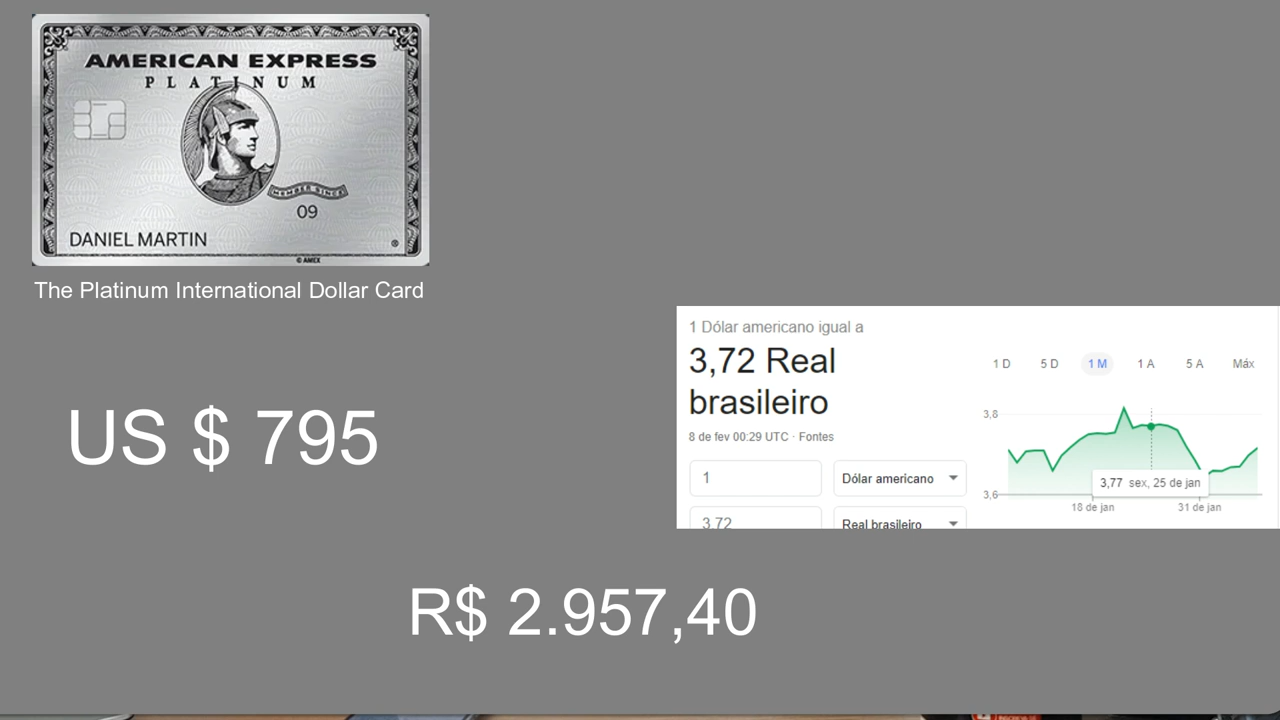 AMERICAN EXPRESS
PLATINUM
MEMBER SINCE
09
DANIEL MARTIN
®
© AMEX
The Platinum International Dollar Card
US $ 795
1 Dólar americano igual a
3,72 Real
brasileiro
8 de fev 00:29 UTC · Fontes
1 Dólar americano
3,72 Real brasileiro
1 D 5 D 1 M 1 A 5 A Máx
3,8
3,77 sex, 25 de jan
3,6
18 de jan 31 de jan
R$ 2.957,40